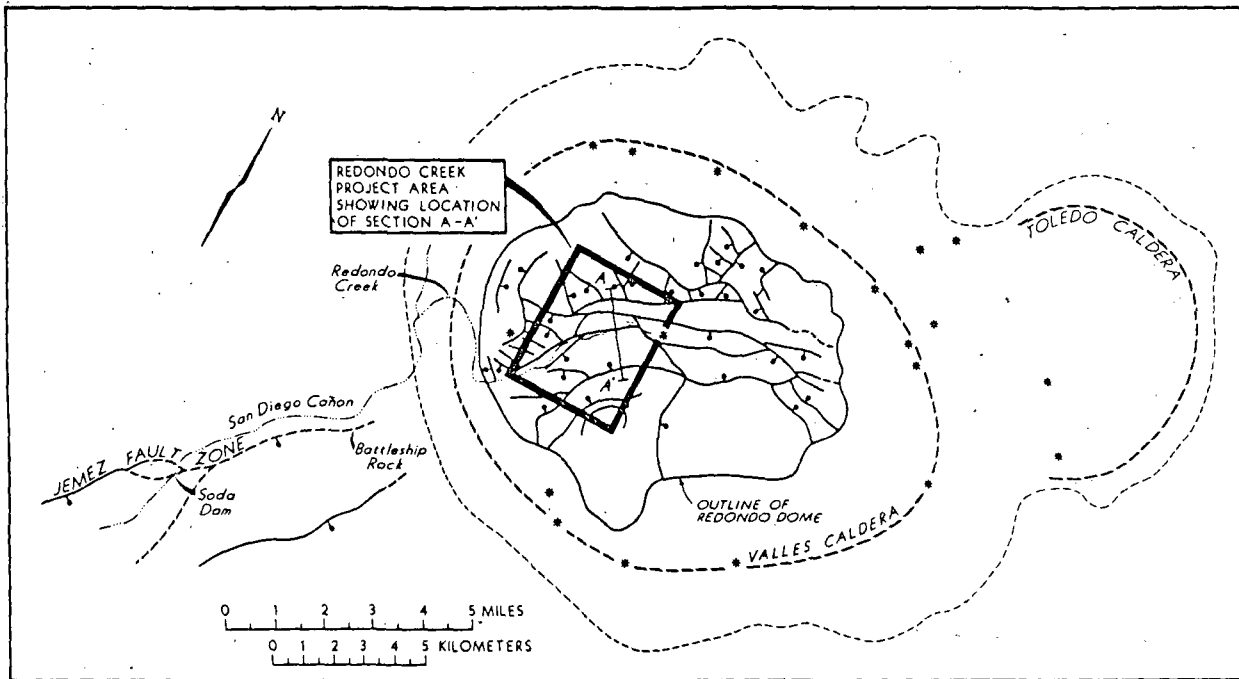 N
REDONDO CREEK
PROJECT AREA
SHOWING LOCATION
OF SECTION A-A'
Redondo
Creek
TOLEDO CALDERA
A
A'
San Diego Cañon
JEMEZ FAULT ZONE
Battleship
Rock
Soda
Dam
OUTLINE OF
REDONDO DOME
VALLES CALDERA
0 1 2 3 4 5 MILES
0 1 2 3 4 5 KILOMETERS